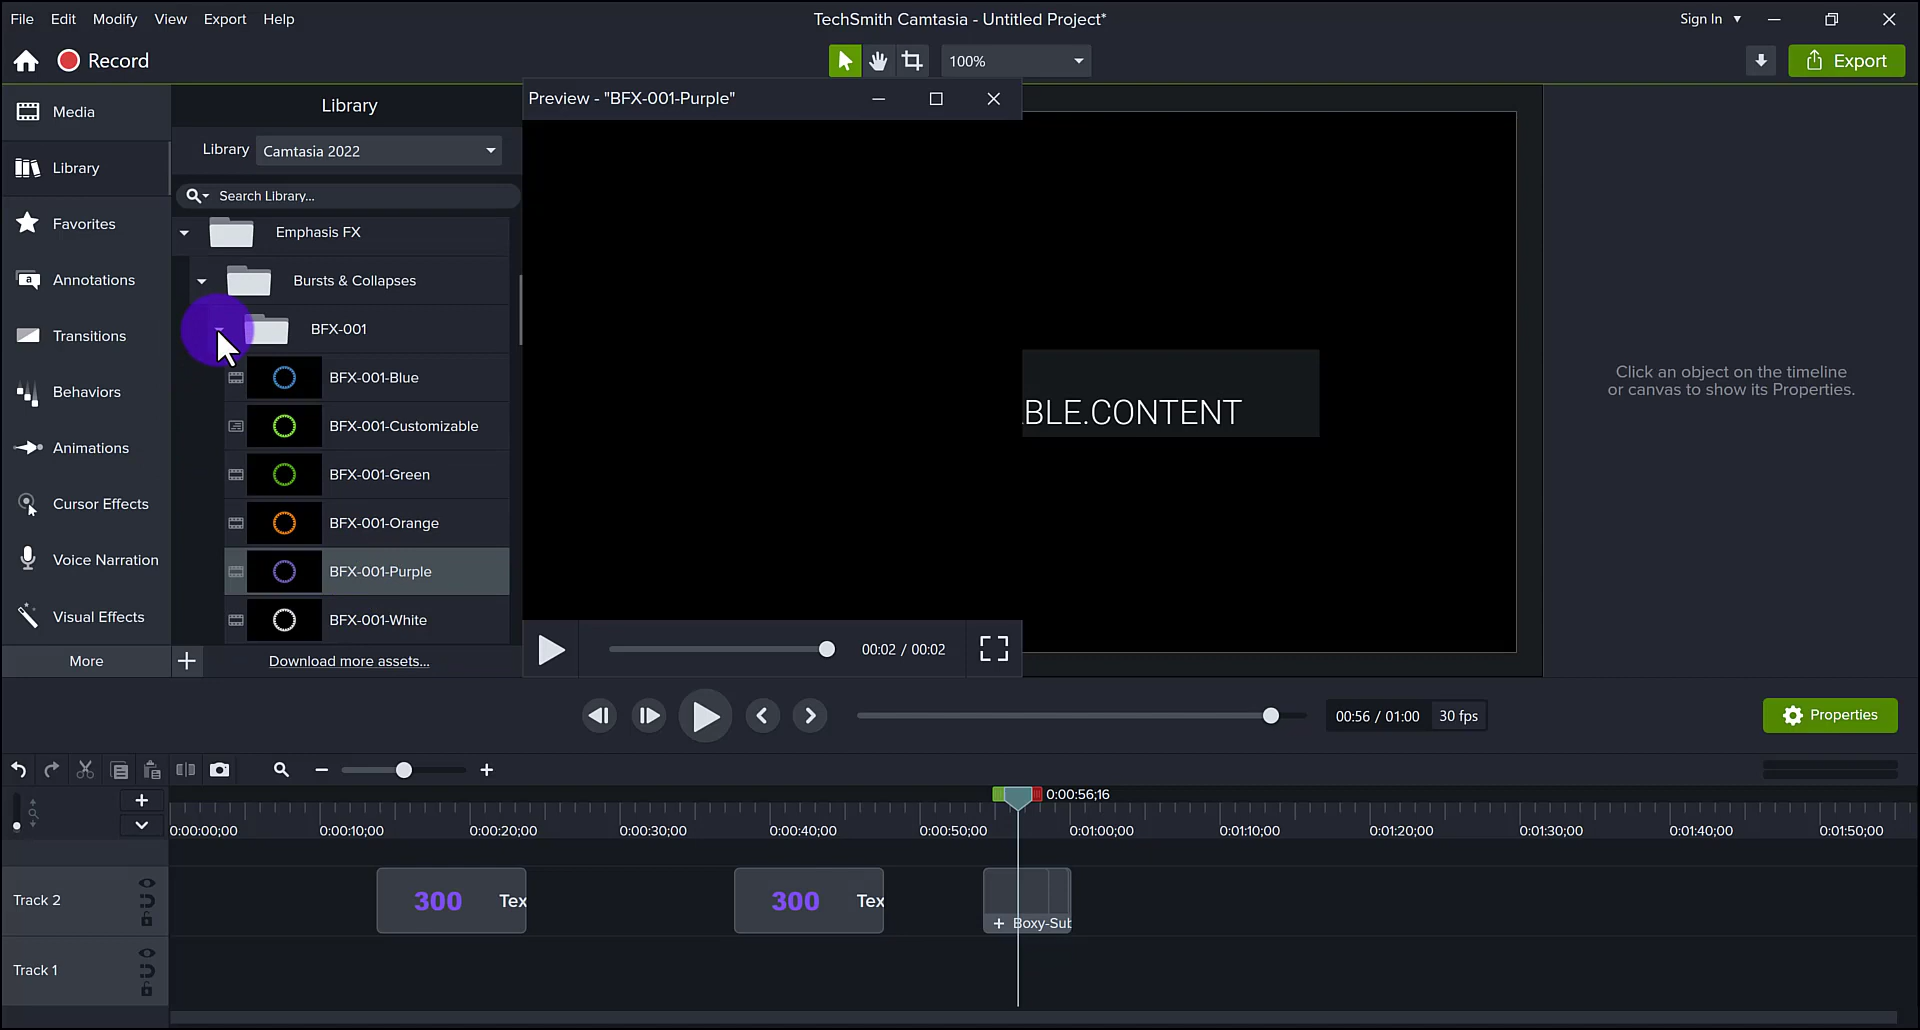 File Edit Modify View Export Help
TechSmith Camtasia - Untitled Project*
Sign In
Record
100%
Export
Media
Library
Favorites
Annotations
Transitions
Behaviors
Animations
Cursor Effects
Voice Narration
Visual Effects
More
Library
Library Camtasia 2022
Search Library...
Emphasis FX
Bursts & Collapses
BFX-001
BFX-001-Blue
BFX-001-Customizable
BFX-001-Green
BFX-001-Orange
BFX-001-Purple
BFX-001-White
Download more assets...
Preview - "BFX-001-Purple"
00:02 / 00:02
BLE.CONTENT
Click an object on the timeline
or canvas to show its Properties.
00:56 / 01:00 30 fps
Properties
0:00:56;16
0:00:00;00 0:00:10;00 0:00:20;00 0:00:30;00 0:00:40;00 0:00:50;00 0:01:00;00 0:01:10;00 0:01:20;00 0:01:30;00 0:01:40;00 0:01:50;00
Track 2
300 Tex
300 Tex
+ Boxy-Sub
Track 1